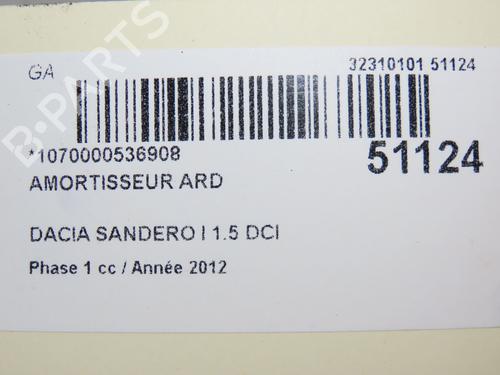 GA
32310101 51124
*1070000536908
51124
AMORTISSEUR ARD
DACIA SANDERO I 1.5 DCI
Phase 1 cc / Année 2012
B-PARTS